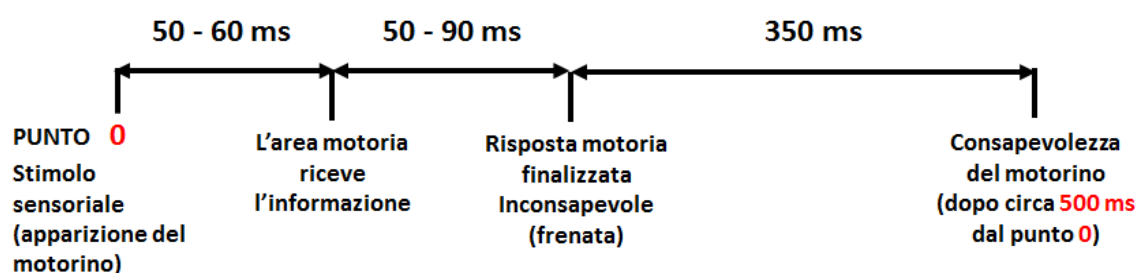 50 - 60 ms
50 - 90 ms
350 ms
PUNTO 0
Stimolo
sensoriale
(apparizione del
motorino)
L'area motoria
riceve
l'informazione
Risposta motoria
finalizzata
Inconsapevole
(frenata)
Consapevolezza
del motorino
(dopo circa 500 ms
dal punto 0)